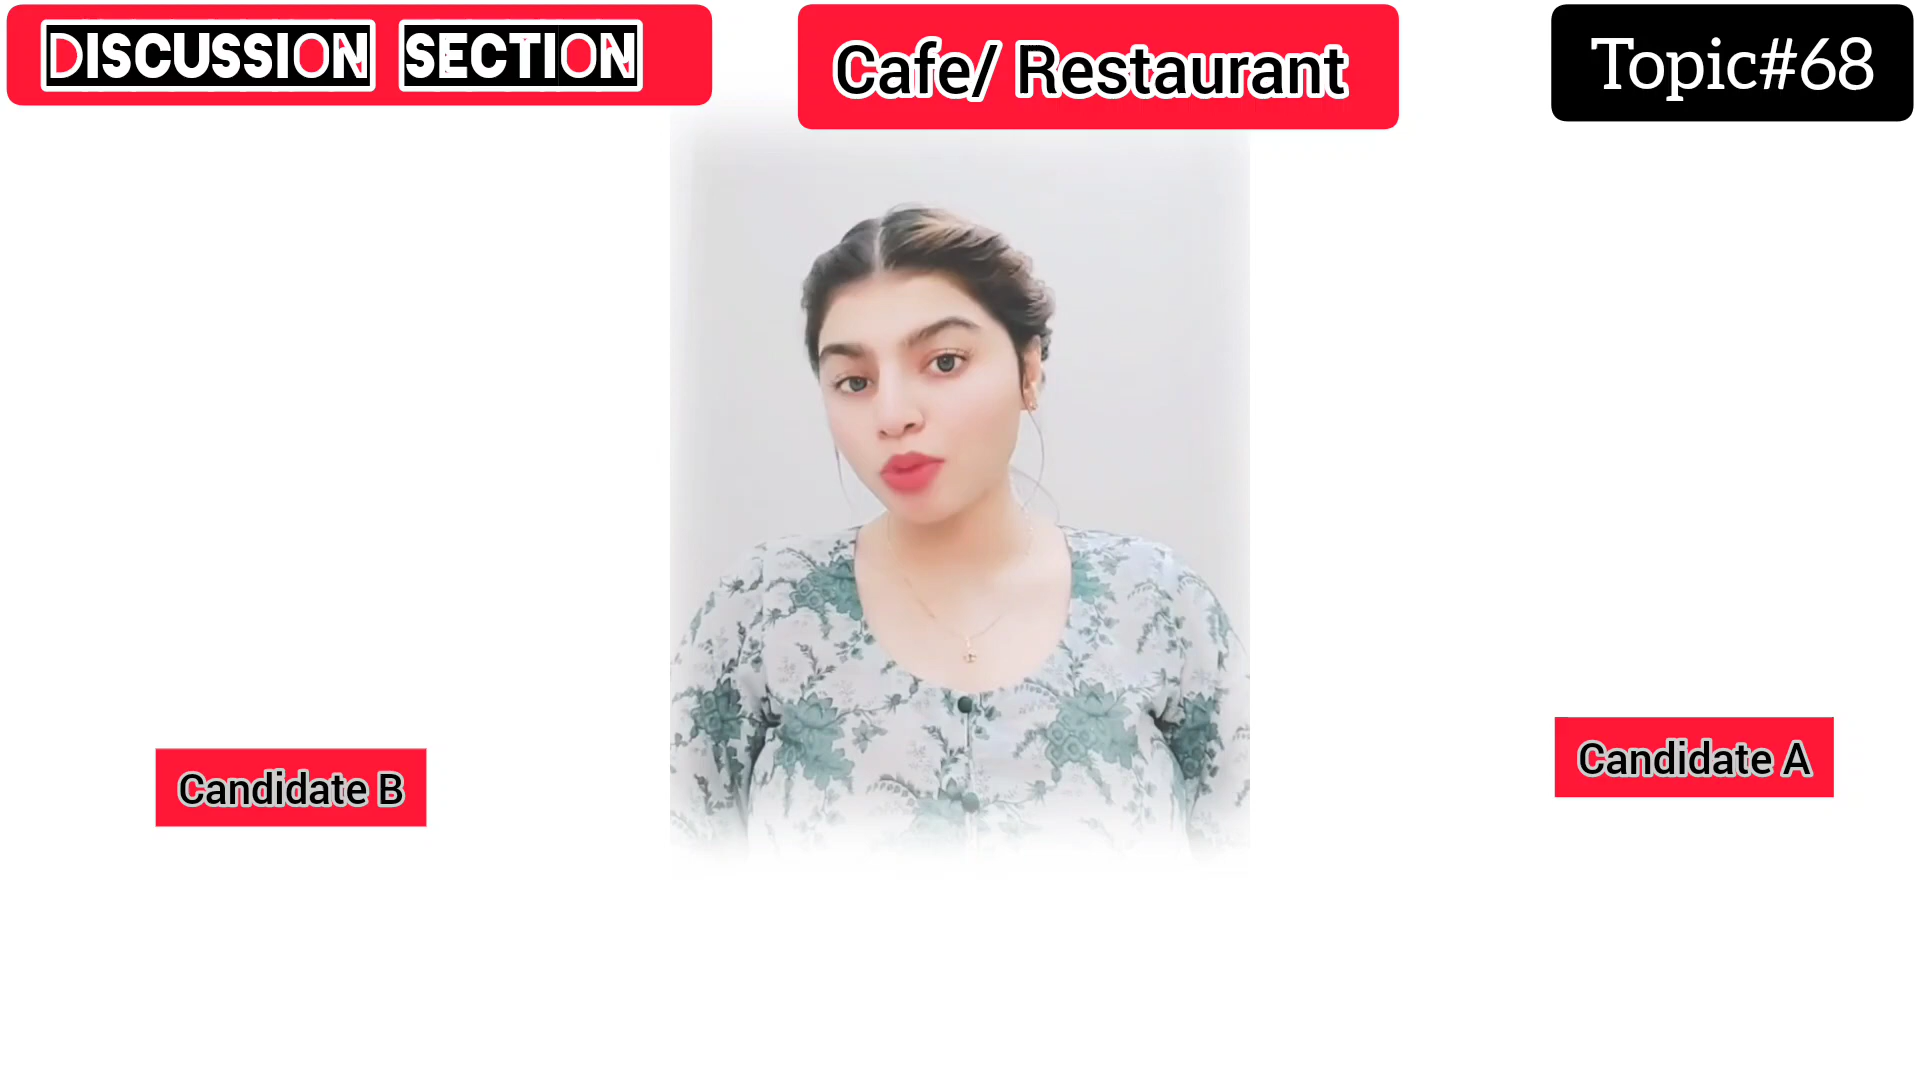 DISCUSSION SECTION
Cafe/ Restaurant
Topic#68
Candidate B
Candidate A